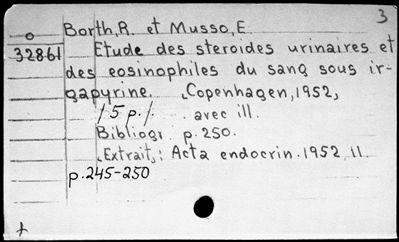 3
Borth, R. et Musso, E.
o
32861
Etude des steroides urinaires et
des eosinophiles du sang sous ir-
gapyrine. Copenhagen, 1952,
/5 p./. avec ill.
Bibliogr p. 250.
Extrait: Acta endocrin. 1952, 11.
p. 245-250